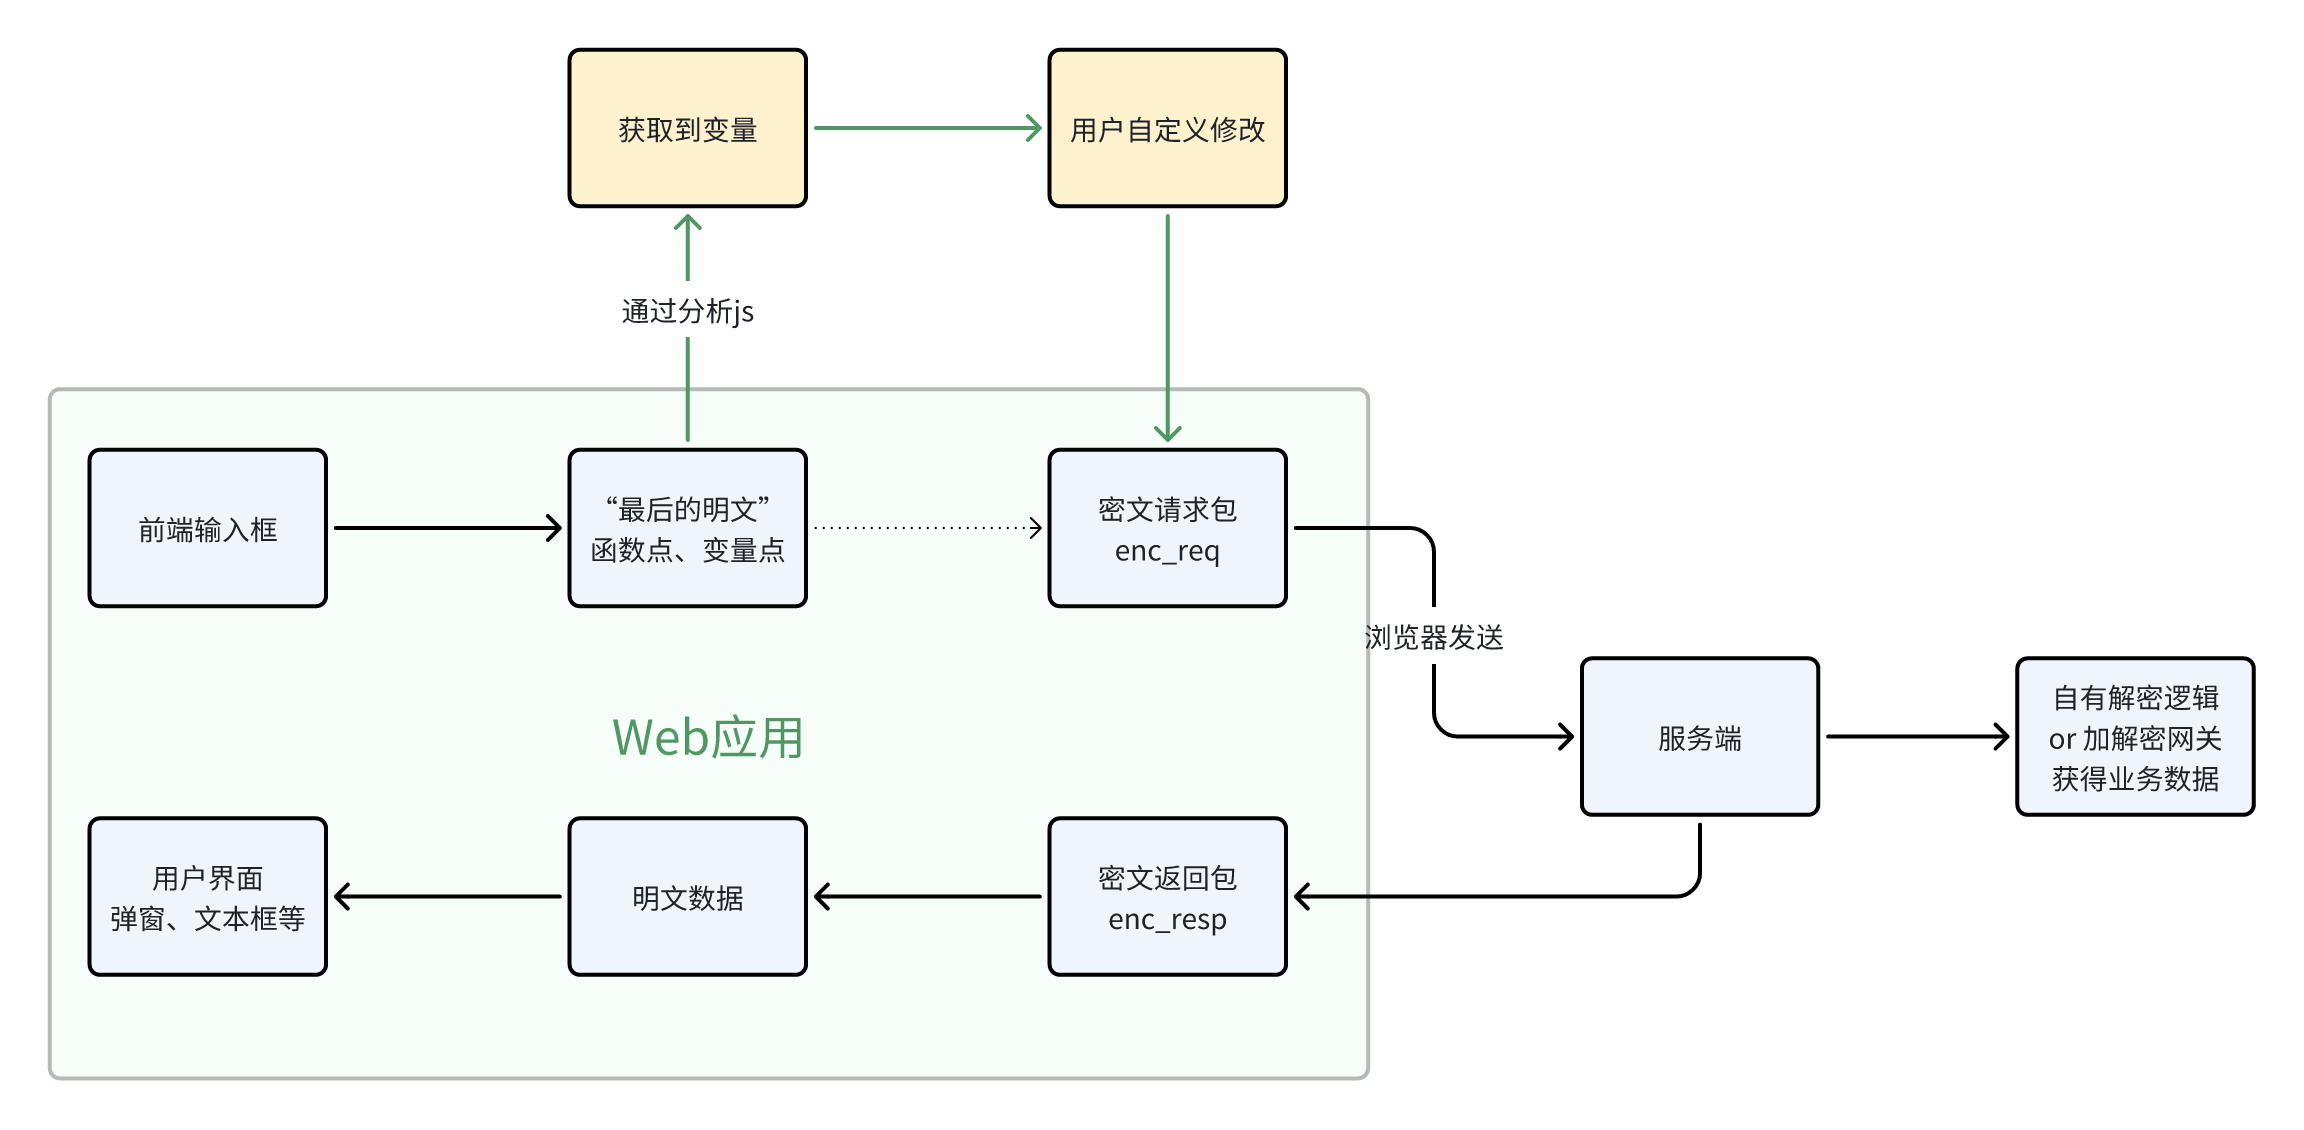 获取到变量
用户自定义修改
通过分析js
前端输入框
“最后的明文”
函数点、变量点
密文请求包
enc_req
浏览器发送
Web应用
服务端
自有解密逻辑
or 加解密网关
获得业务数据
用户界面
弹窗、文本框等
明文数据
密文返回包
enc_resp